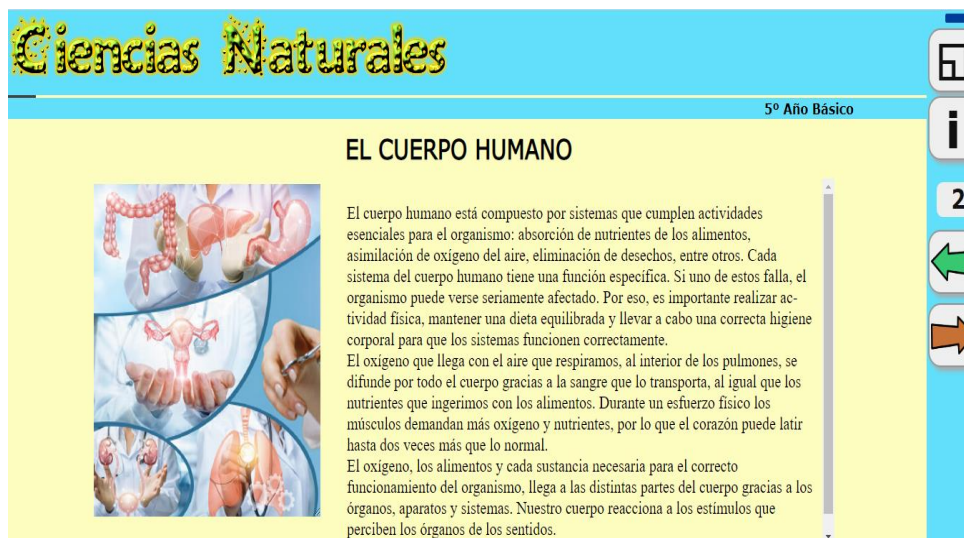 Ciencias Naturales
5º Año Básico
EL CUERPO HUMANO
El cuerpo humano está compuesto por sistemas que cumplen actividades
esenciales para el organismo: absorción de nutrientes de los alimentos,
asimilación de oxígeno del aire, eliminación de desechos, entre otros. Cada
sistema del cuerpo humano tiene una función específica. Si uno de estos falla, el
organismo puede verse seriamente afectado. Por eso, es importante realizar ac-
tividad física, mantener una dieta equilibrada y llevar a cabo una correcta higiene
corporal para que los sistemas funcionen correctamente.
El oxígeno que llega con el aire que respiramos, al interior de los pulmones, se
difunde por todo el cuerpo gracias a la sangre que lo transporta, al igual que los
nutrientes que ingerimos con los alimentos. Durante un esfuerzo físico los
músculos demandan más oxígeno y nutrientes, por lo que el corazón puede latir
hasta dos veces más que lo normal.
El oxígeno, los alimentos y cada sustancia necesaria para el correcto
funcionamiento del organismo, llega a las distintas partes del cuerpo gracias a los
órganos, aparatos y sistemas. Nuestro cuerpo reacciona a los estímulos que
perciben los órganos de los sentidos.
i
2